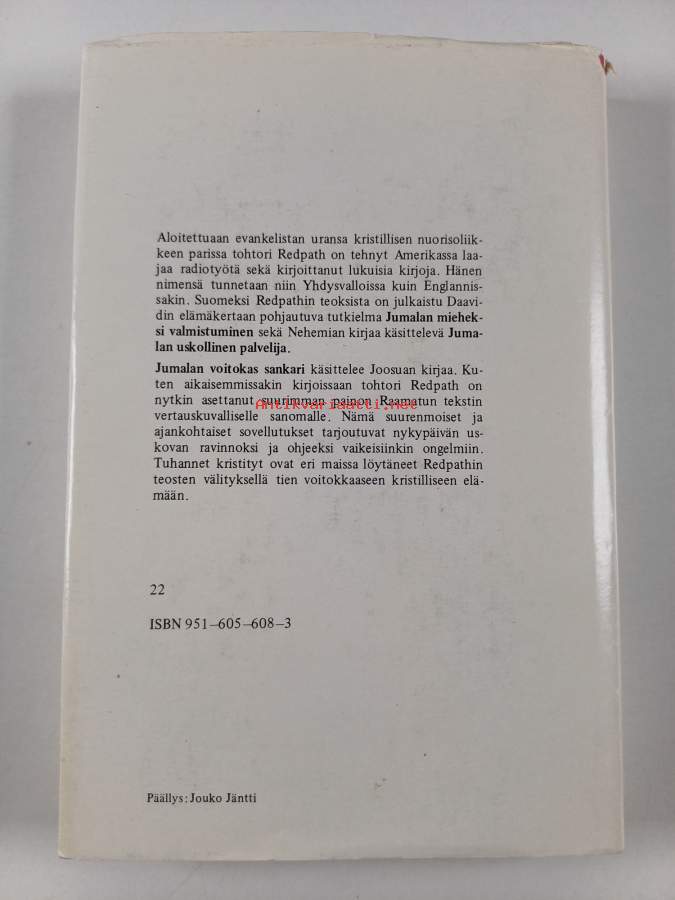 Aloitettuaan evankelistan uransa kristillisen nuorisoliik-
keen parissa tohtori Redpath on tehnyt Amerikassa laa-
jaa radiotyötä sekä kirjoittanut lukuisia kirjoja. Hänen
nimensä tunnetaan niin Yhdysvalloissa kuin Englannis-
sakin. Suomeksi Redpathin teoksista on julkaistu Daavi-
din elämäkertaan pohjautuva tutkielma Jumalan miehek-
si valmistuminen sekä Nehemian kirjaa käsittelevä Juma-
lan uskollinen palvelija.
Jumalan voitokas sankari käsittelee Joosuan kirjaa. Ku-
ten aikaisemmissakin kirjoissaan tohtori Redpath on
nytkin asettanut suurimman painon Raamatun tekstin
Antikvariaatti.net
vertauskuvalliselle sanomalle. Nämä suurenmoiset ja
ajankohtaiset sovellutukset tarjoutuvat nykypäivän us-
kovan ravinnoksi ja ohjeeksi vaikeisiinkin ongelmiin.
Tuhannet kristityt ovat eri maissa löytäneet Redpathin
teosten välityksellä tien voitokkaaseen kristilliseen elä-
mään.
22
ISBN 951-605-608-3
Päällys: Jouko Jäntti